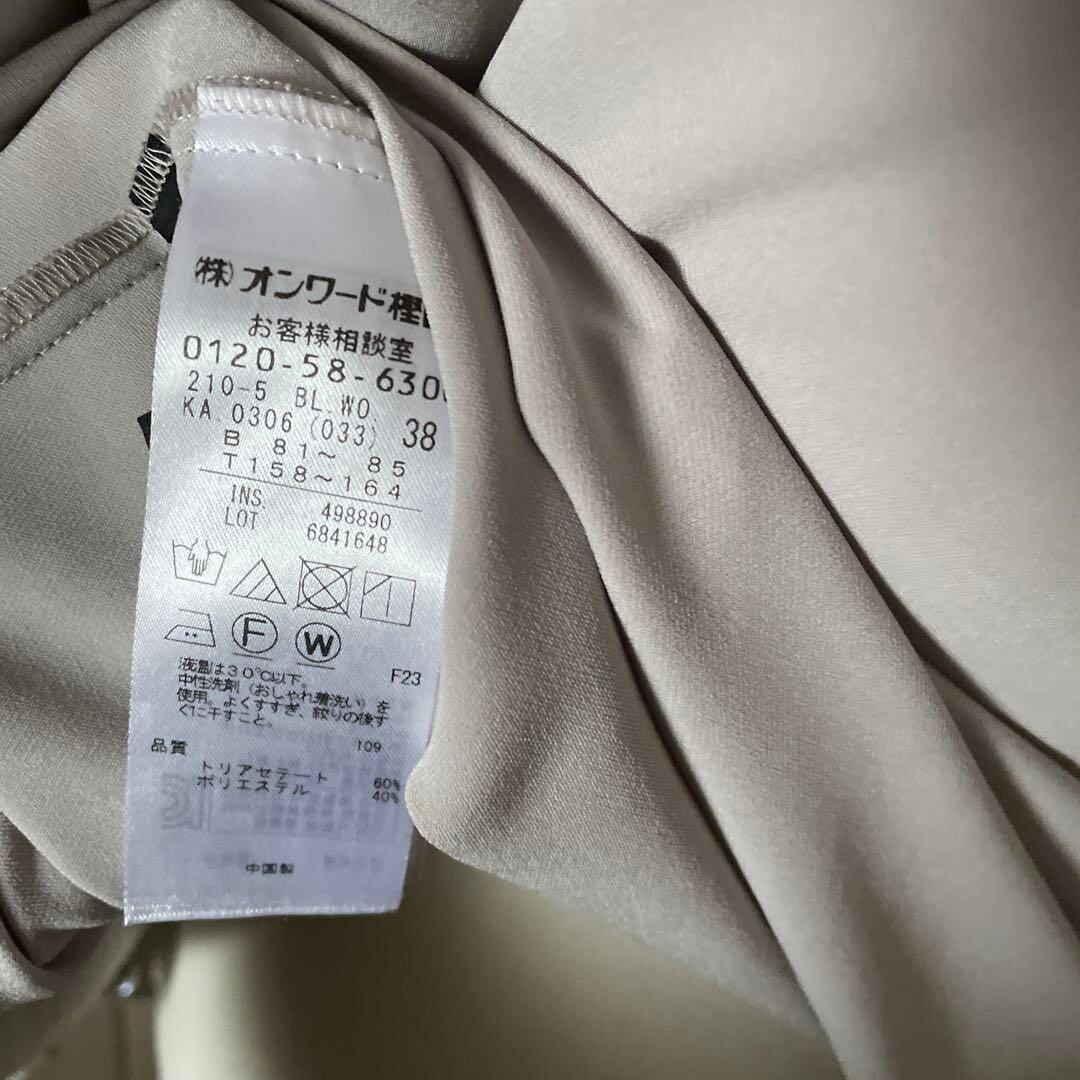 (株)オンワード樫
お客様相談室
0120-58-630
210-5 BL.WO.
KA.0306 (033) 38
B 81～ 85
T158～164
INS 498890
LOT 6841648
F W
液温は30℃以下。 F23
中性洗剤(おしゃれ着洗い)を
使用。よくすすぎ、絞りの後す
ぐに干すこと。
品質 109
トリアセテート 60%
ポリエステル 40%
中国製